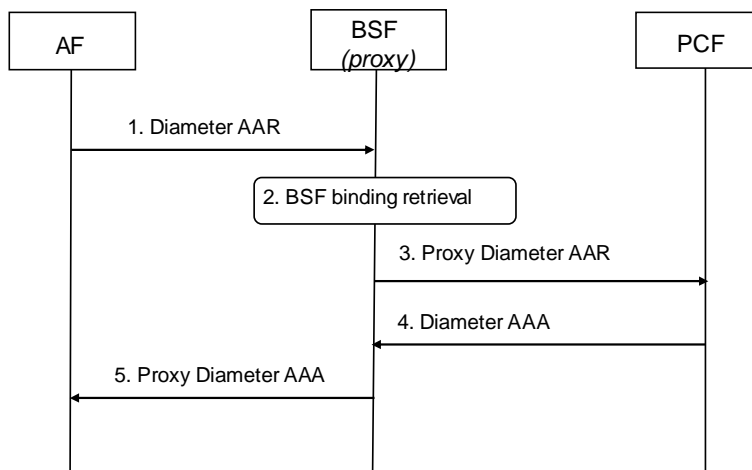 AF
BSF
(proxy)
PCF
1. Diameter AAR
2. BSF binding retrieval
3. Proxy Diameter AAR
4. Diameter AAA
5. Proxy Diameter AAA